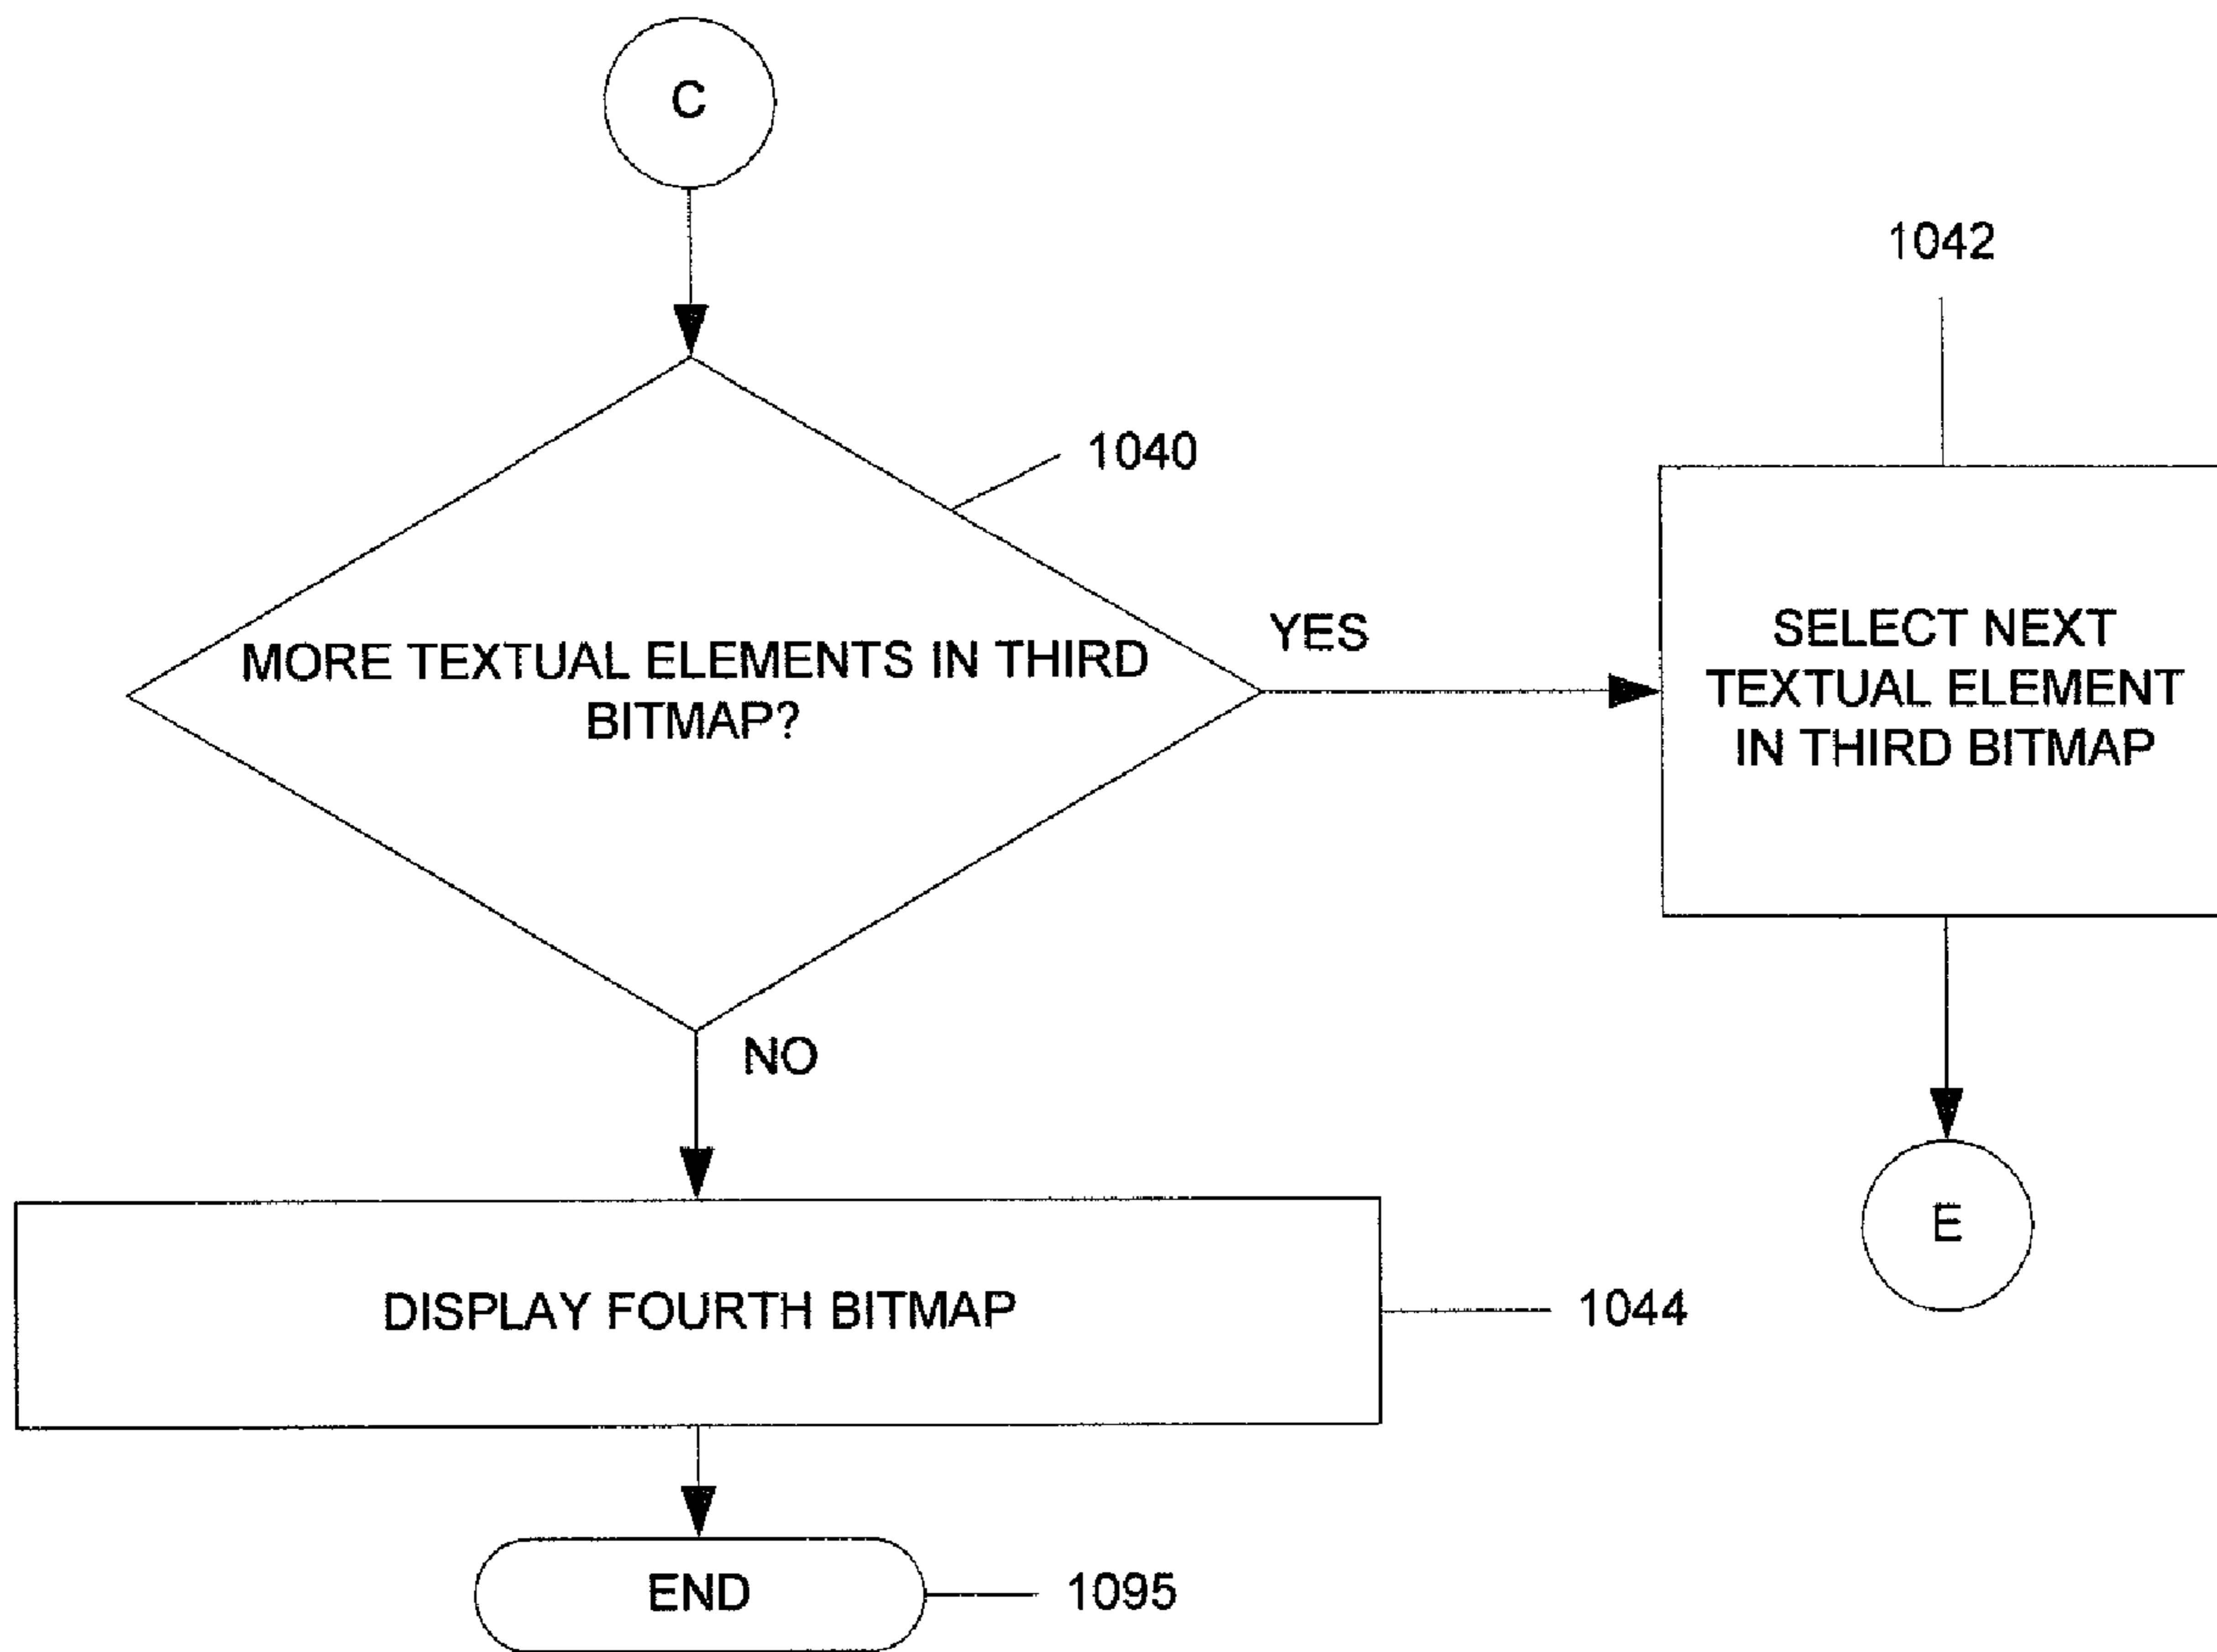 C
1042
1040
YES
MORE TEXTUAL ELEMENTS IN THIRD
BITMAP?
SELECT NEXT
TEXTUAL ELEMENT
IN THIRD BITMAP
NO
E
DISPLAY FOURTH BITMAP
1044
END
1095